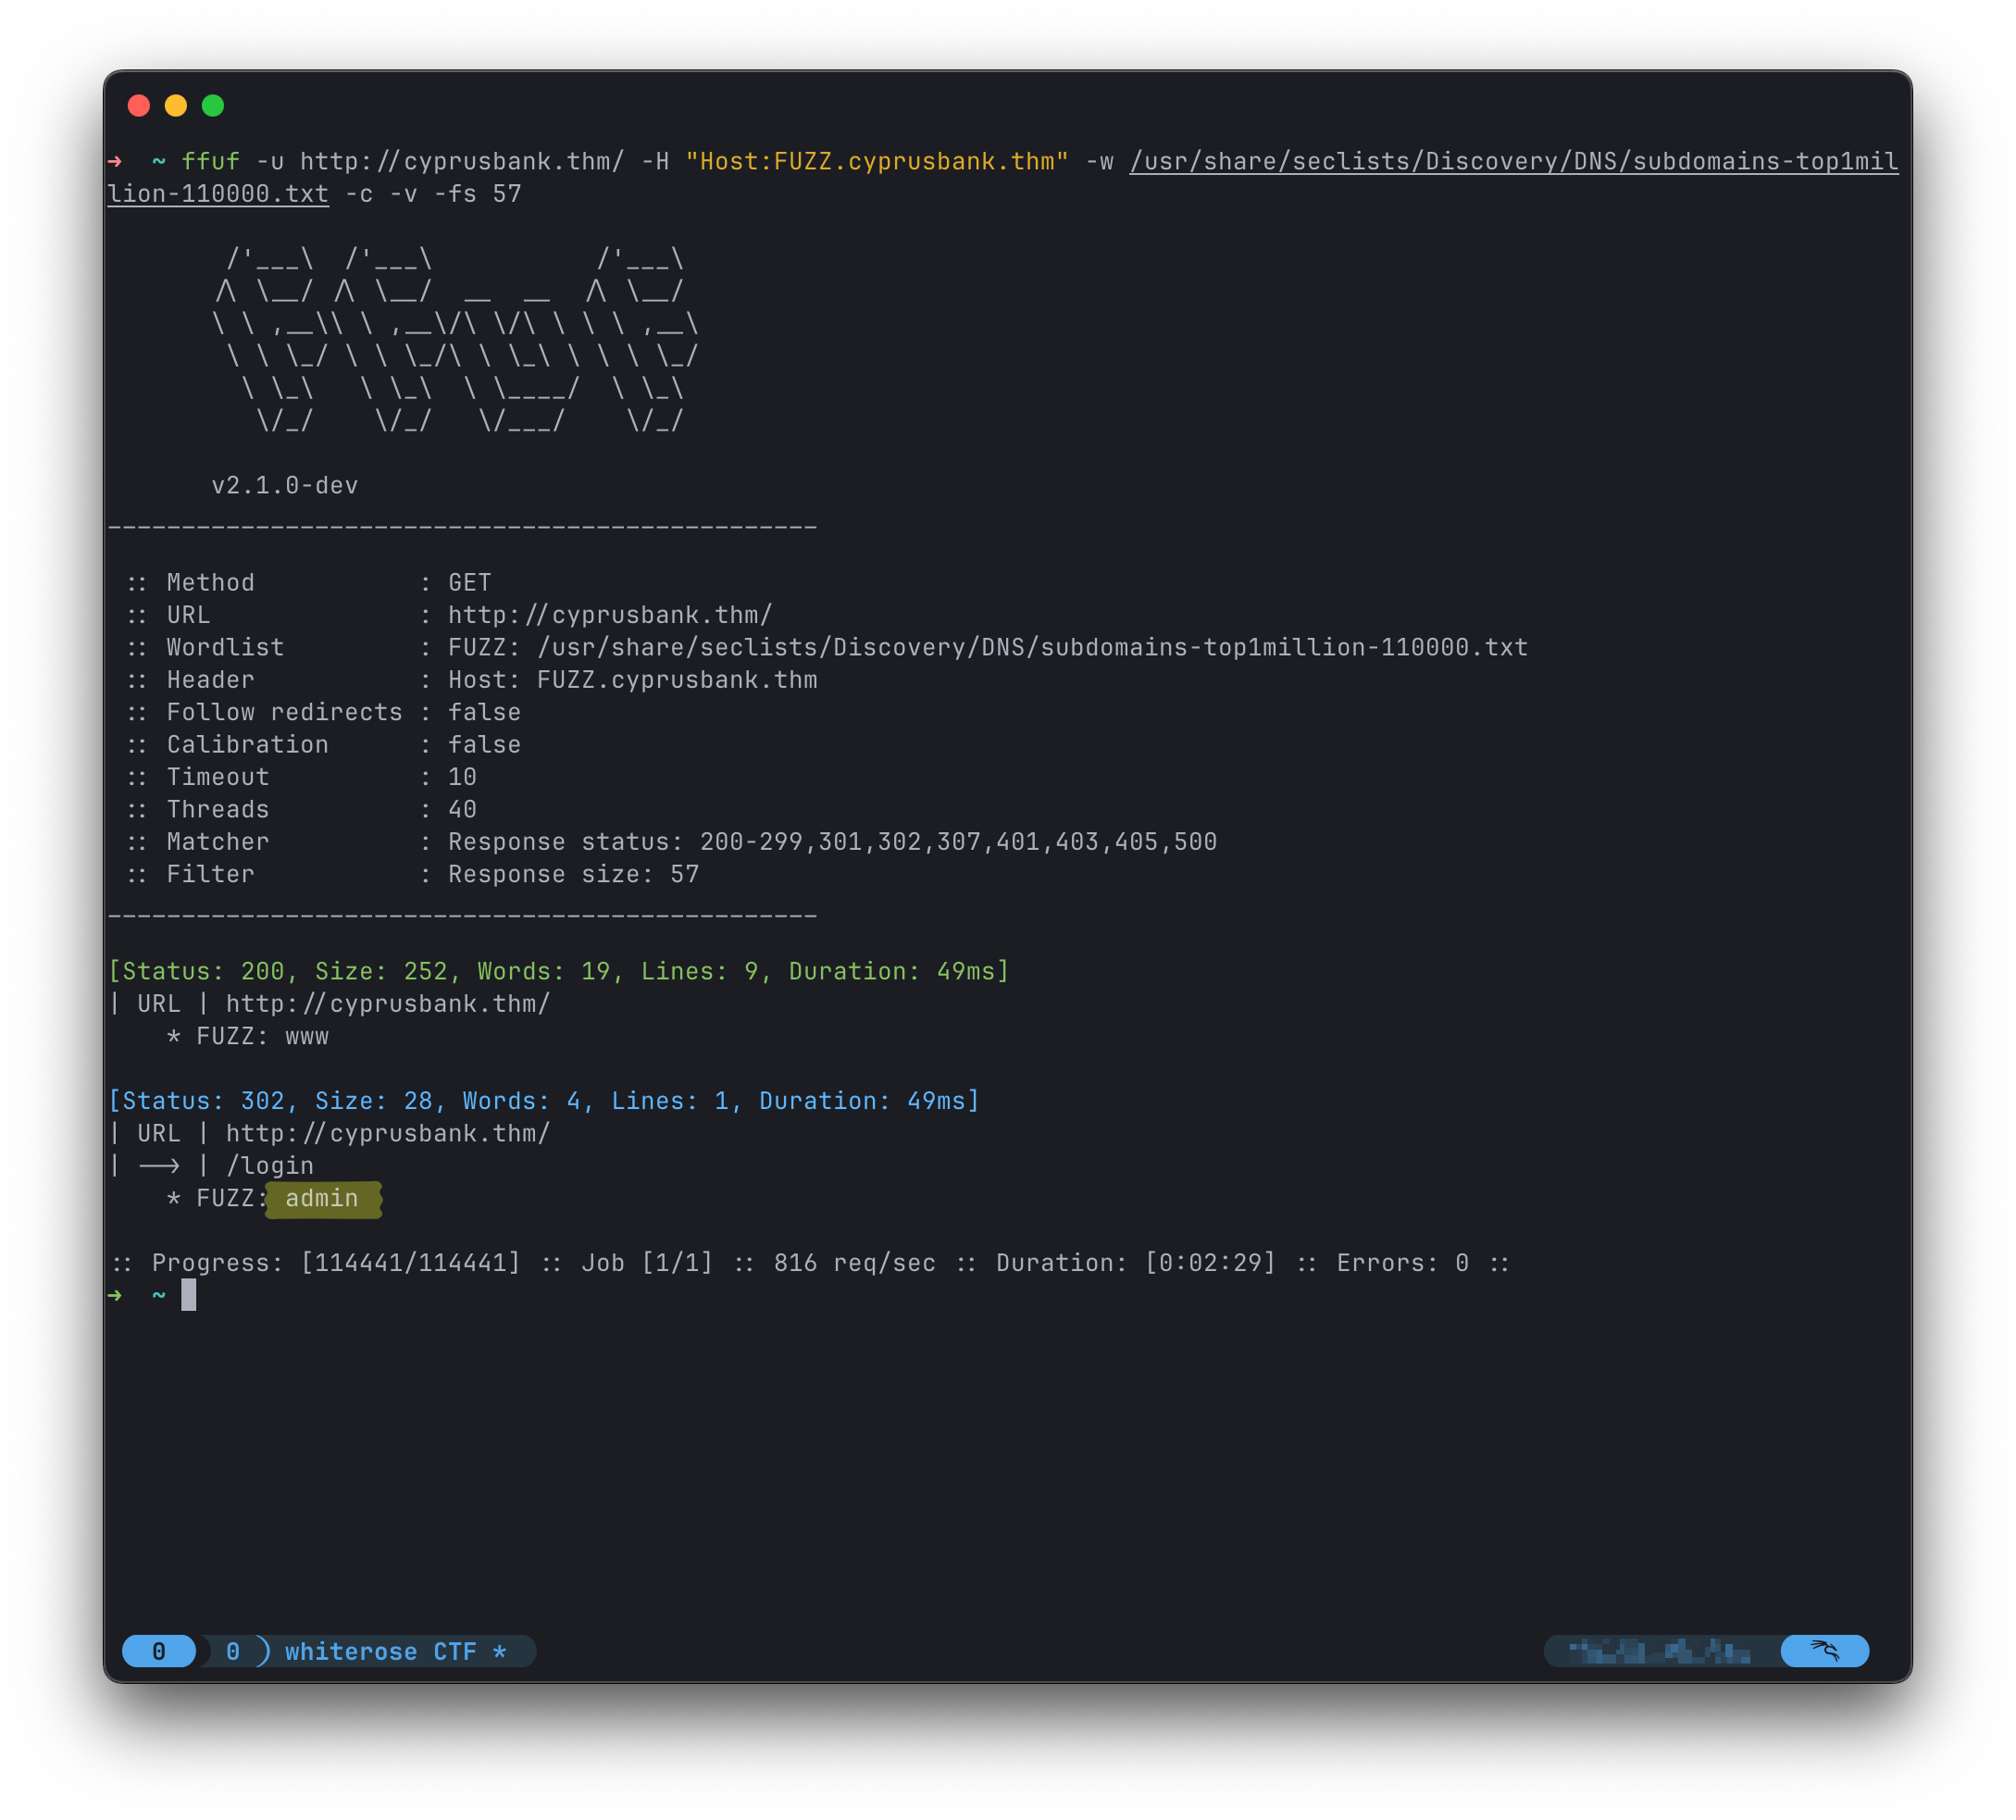 ➜  ~ ffuf -u http://cyprusbank.thm/ -H "Host:FUZZ.cyprusbank.thm" -w /usr/share/seclists/Discovery/DNS/subdomains-top1mil
lion-110000.txt -c -v -fs 57

        /'___\  /'___\           /'___\
       /\ \__/ /\ \__/  __  __  /\ \__/
       \ \ ,__\\ \ ,__\/\ \/\ \ \ \ ,__\
        \ \ \_/ \ \ \_/\ \ \_\ \ \ \ \_/
         \ \_\   \ \_\  \ \____/  \ \_\
          \/_/    \/_/   \/___/    \/_/

       v2.1.0-dev
________________________________________________

 :: Method           : GET
 :: URL              : http://cyprusbank.thm/
 :: Wordlist         : FUZZ: /usr/share/seclists/Discovery/DNS/subdomains-top1million-110000.txt
 :: Header           : Host: FUZZ.cyprusbank.thm
 :: Follow redirects : false
 :: Calibration      : false
 :: Timeout          : 10
 :: Threads          : 40
 :: Matcher          : Response status: 200-299,301,302,307,401,403,405,500
 :: Filter           : Response size: 57
________________________________________________

[Status: 200, Size: 252, Words: 19, Lines: 9, Duration: 49ms]
| URL | http://cyprusbank.thm/
    * FUZZ: www

[Status: 302, Size: 28, Words: 4, Lines: 1, Duration: 49ms]
| URL | http://cyprusbank.thm/
| --> | /login
    * FUZZ: admin

:: Progress: [114441/114441] :: Job [1/1] :: 816 req/sec :: Duration: [0:02:29] :: Errors: 0 ::
➜  ~
0 0 whiterose CTF *